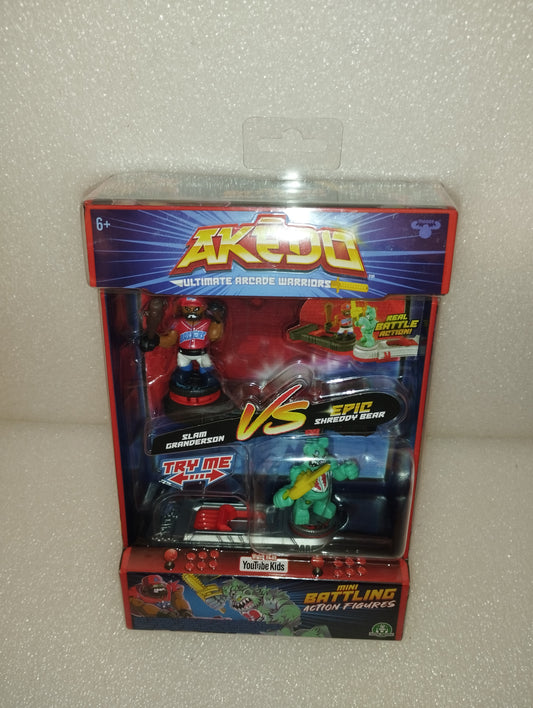 6+
AKEDO
ULTIMATE ARCADE WARRIORS
TM
REAL
BATTLE
ACTION!
VS
SLAM
GRANDERSON
EPIC
SHREDDY BEAR
TRY ME
YouTube Kids
MINI
BATTLING
ACTION FIGURES